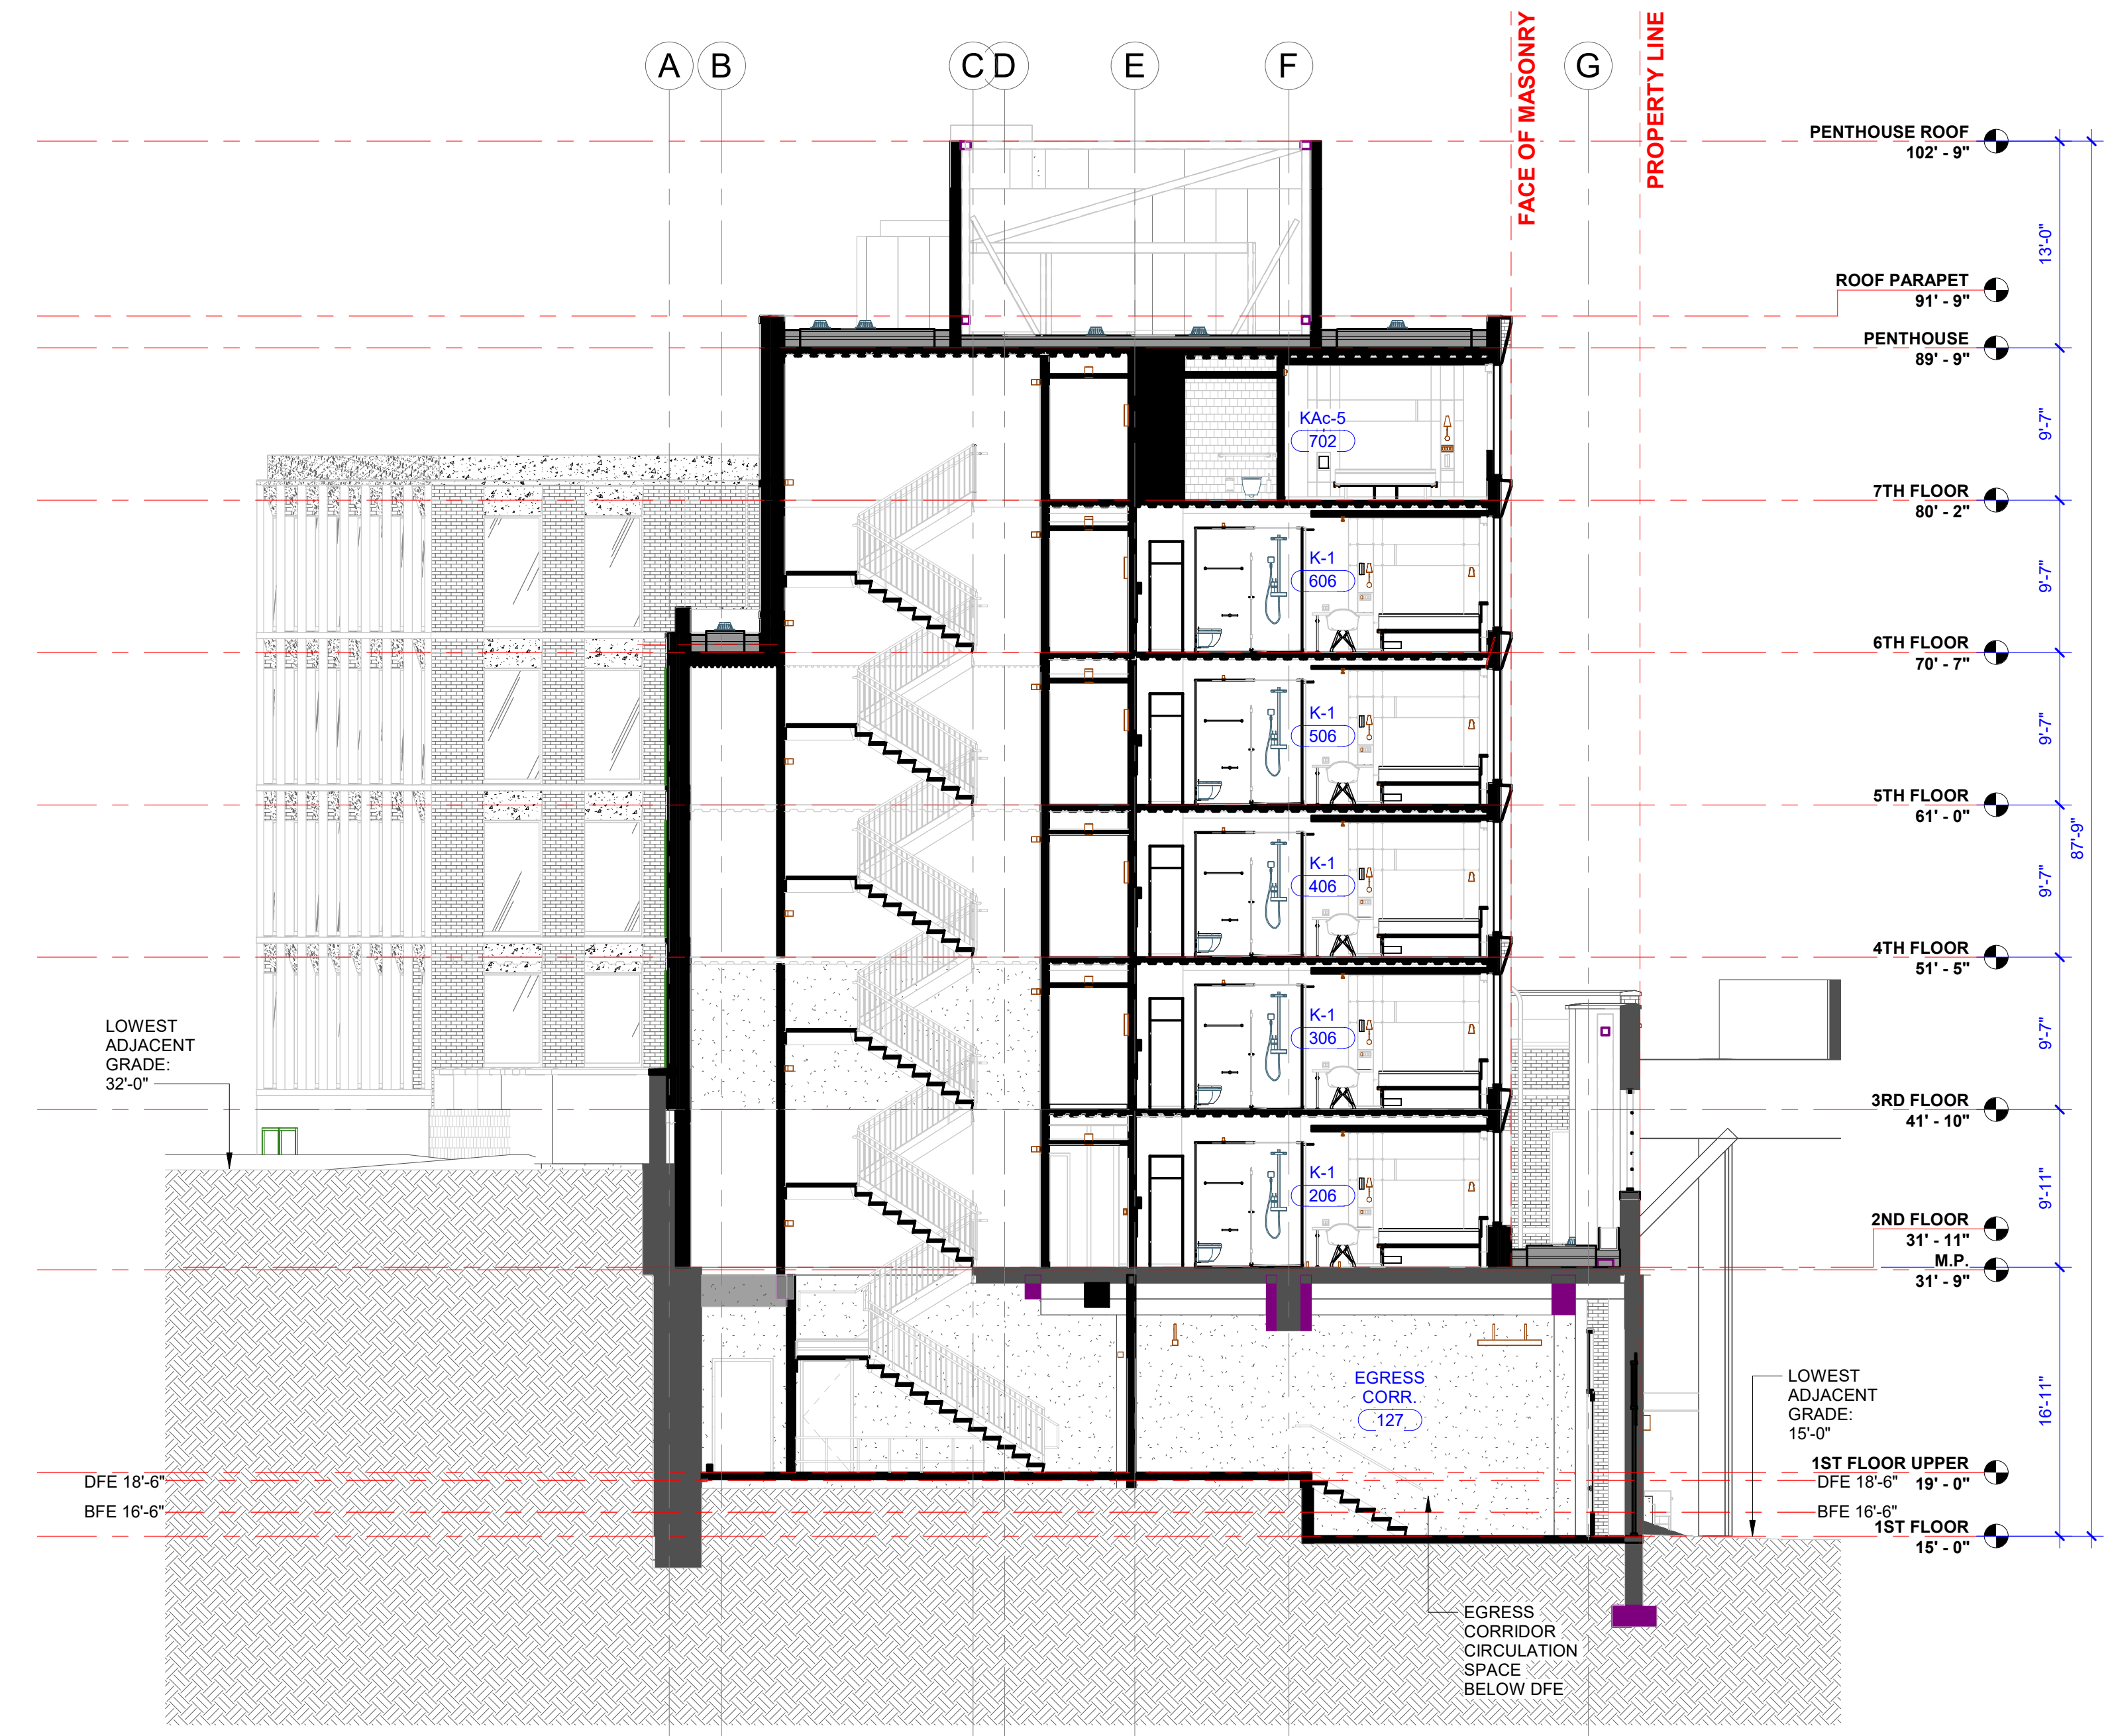 A
B
C
D
E
F
G
FACE OF MASONRY
PROPERTY LINE
PENTHOUSE ROOF
102' - 9"
13'-0"
ROOF PARAPET
91' - 9"
PENTHOUSE
89' - 9"
9'-7"
KAc-5
702
7TH FLOOR
80' - 2"
9'-7"
K-1
606
6TH FLOOR
70' - 7"
9'-7"
K-1
506
5TH FLOOR
61' - 0"
87'-9"
9'-7"
K-1
406
4TH FLOOR
51' - 5"
9'-7"
K-1
306
LOWEST
ADJACENT
GRADE:
32'-0"
3RD FLOOR
41' - 10"
9'-11"
K-1
206
2ND FLOOR
31' - 11"
M.P.
31' - 9"
16'-11"
EGRESS
CORR.
127
LOWEST
ADJACENT
GRADE:
15'-0"
1ST FLOOR UPPER
DFE 18'-6"
DFE 18'-6"
19' - 0"
BFE 16'-6"
BFE 16'-6"
1ST FLOOR
15' - 0"
EGRESS
CORRIDOR
CIRCULATION
SPACE
BELOW DFE